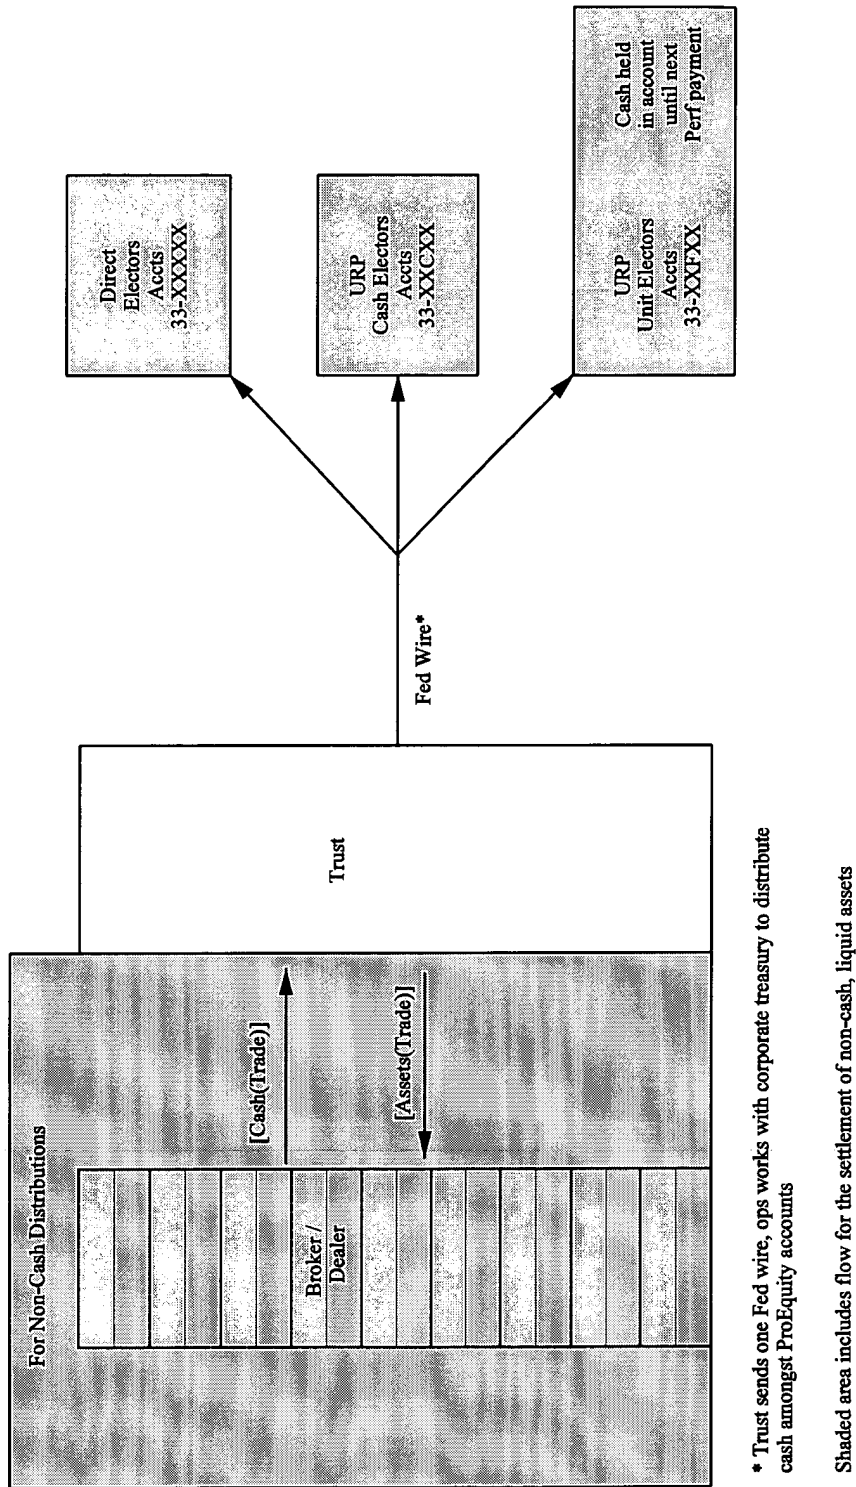 For Non-Cash Distributions
Broker /
Dealer
[Cash(Trade)]
[Assets(Trade)]
Trust
Fed Wire*
Direct
Electors
Accts
33-XXXXX
URP
Cash Electors
Accts
33-XXCXX
URP
Unit Electors
Accts
33-XXFXX
Cash held
in account
until next
Perf payment
* Trust sends one Fed wire, ops works with corporate treasury to distribute
cash amongst ProEquity accounts
Shaded area includes flow for the settlement of non-cash, liquid assets